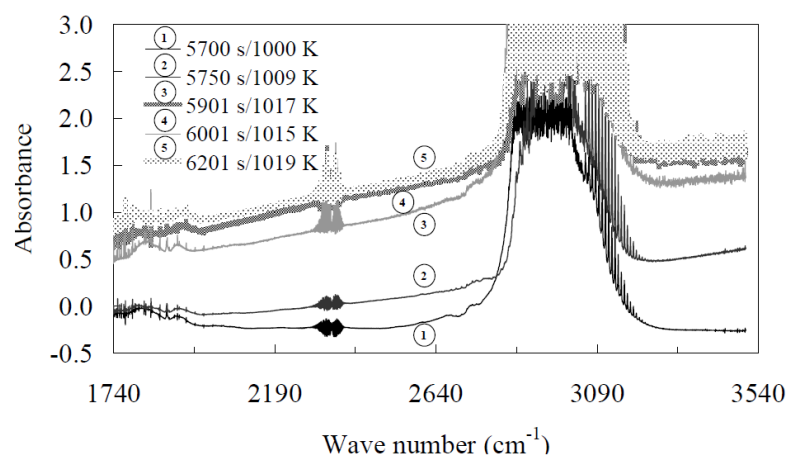 3.0
① 5700 s/1000 K
② 5750 s/1009 K
③ 5901 s/1017 K
④ 6001 s/1015 K
⑤ 6201 s/1019 K
2.5
2.0
1.5
1.0
0.5
0.0
-0.5
Absorbance
⑤
④
③
②
①
1740 2190 2640 3090 3540
Wave number (cm⁻¹)